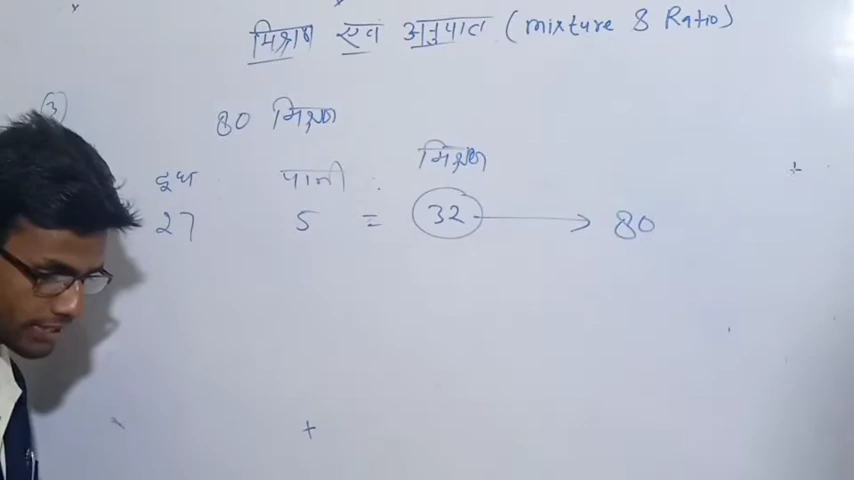 मिश्रण एवं अनुपात (mixture & Ratio)
3
80 मिश्रण
दूध पानी मिश्रण
27 5 = 32 → 80